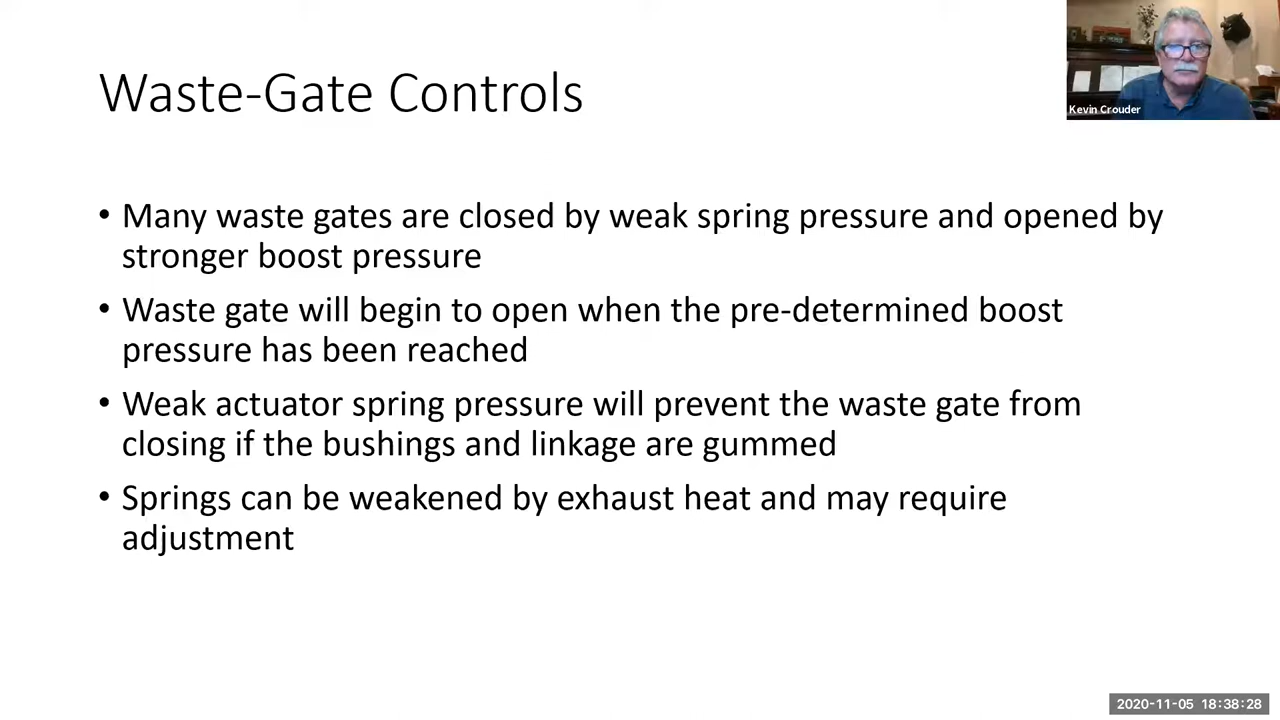 Waste-Gate Controls
Kevin Crouder
• Many waste gates are closed by weak spring pressure and opened by
stronger boost pressure
• Waste gate will begin to open when the pre-determined boost
pressure has been reached
• Weak actuator spring pressure will prevent the waste gate from
closing if the bushings and linkage are gummed
• Springs can be weakened by exhaust heat and may require
adjustment
2020-11-05 18:38:28